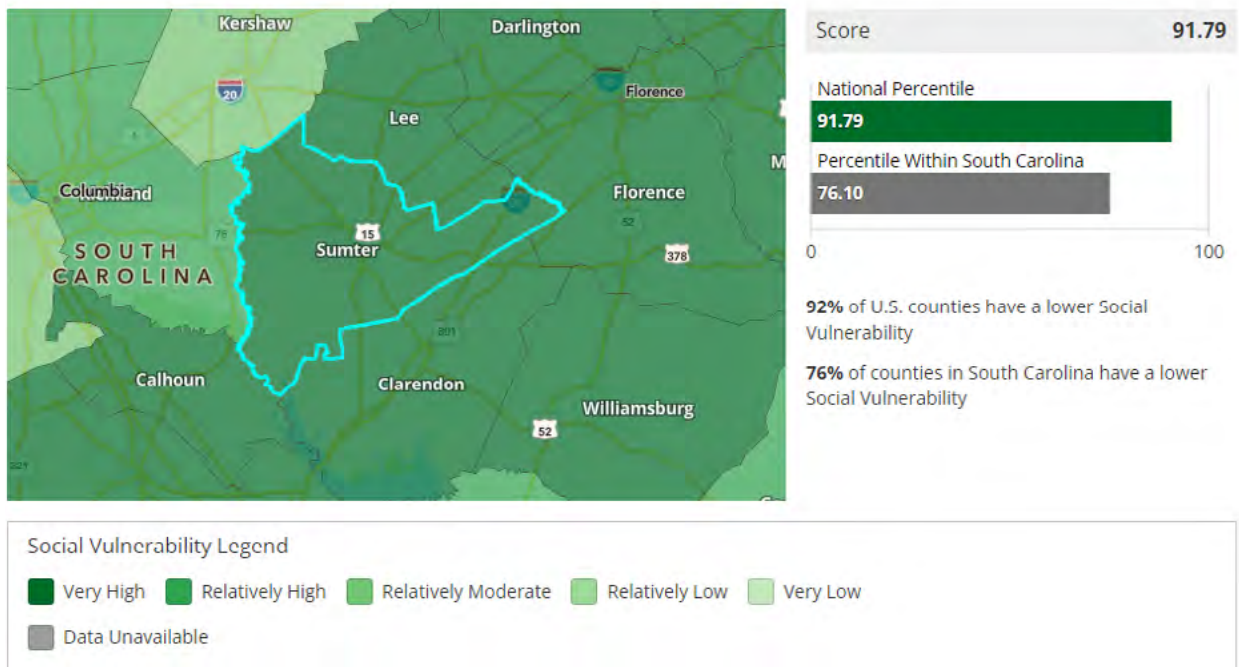 Kershaw
Darlington
20
Florence
Lee
Columbia
Florence
52
76
15
Sumter
378
SOUTH
CAROLINA
Calhoun
Clarendon
Williamsburg
52
Score 91.79
National Percentile
91.79
Percentile Within South Carolina
76.10
0 100
92% of U.S. counties have a lower Social
Vulnerability
76% of counties in South Carolina have a lower
Social Vulnerability
Social Vulnerability Legend
Very High Relatively High Relatively Moderate Relatively Low Very Low
Data Unavailable